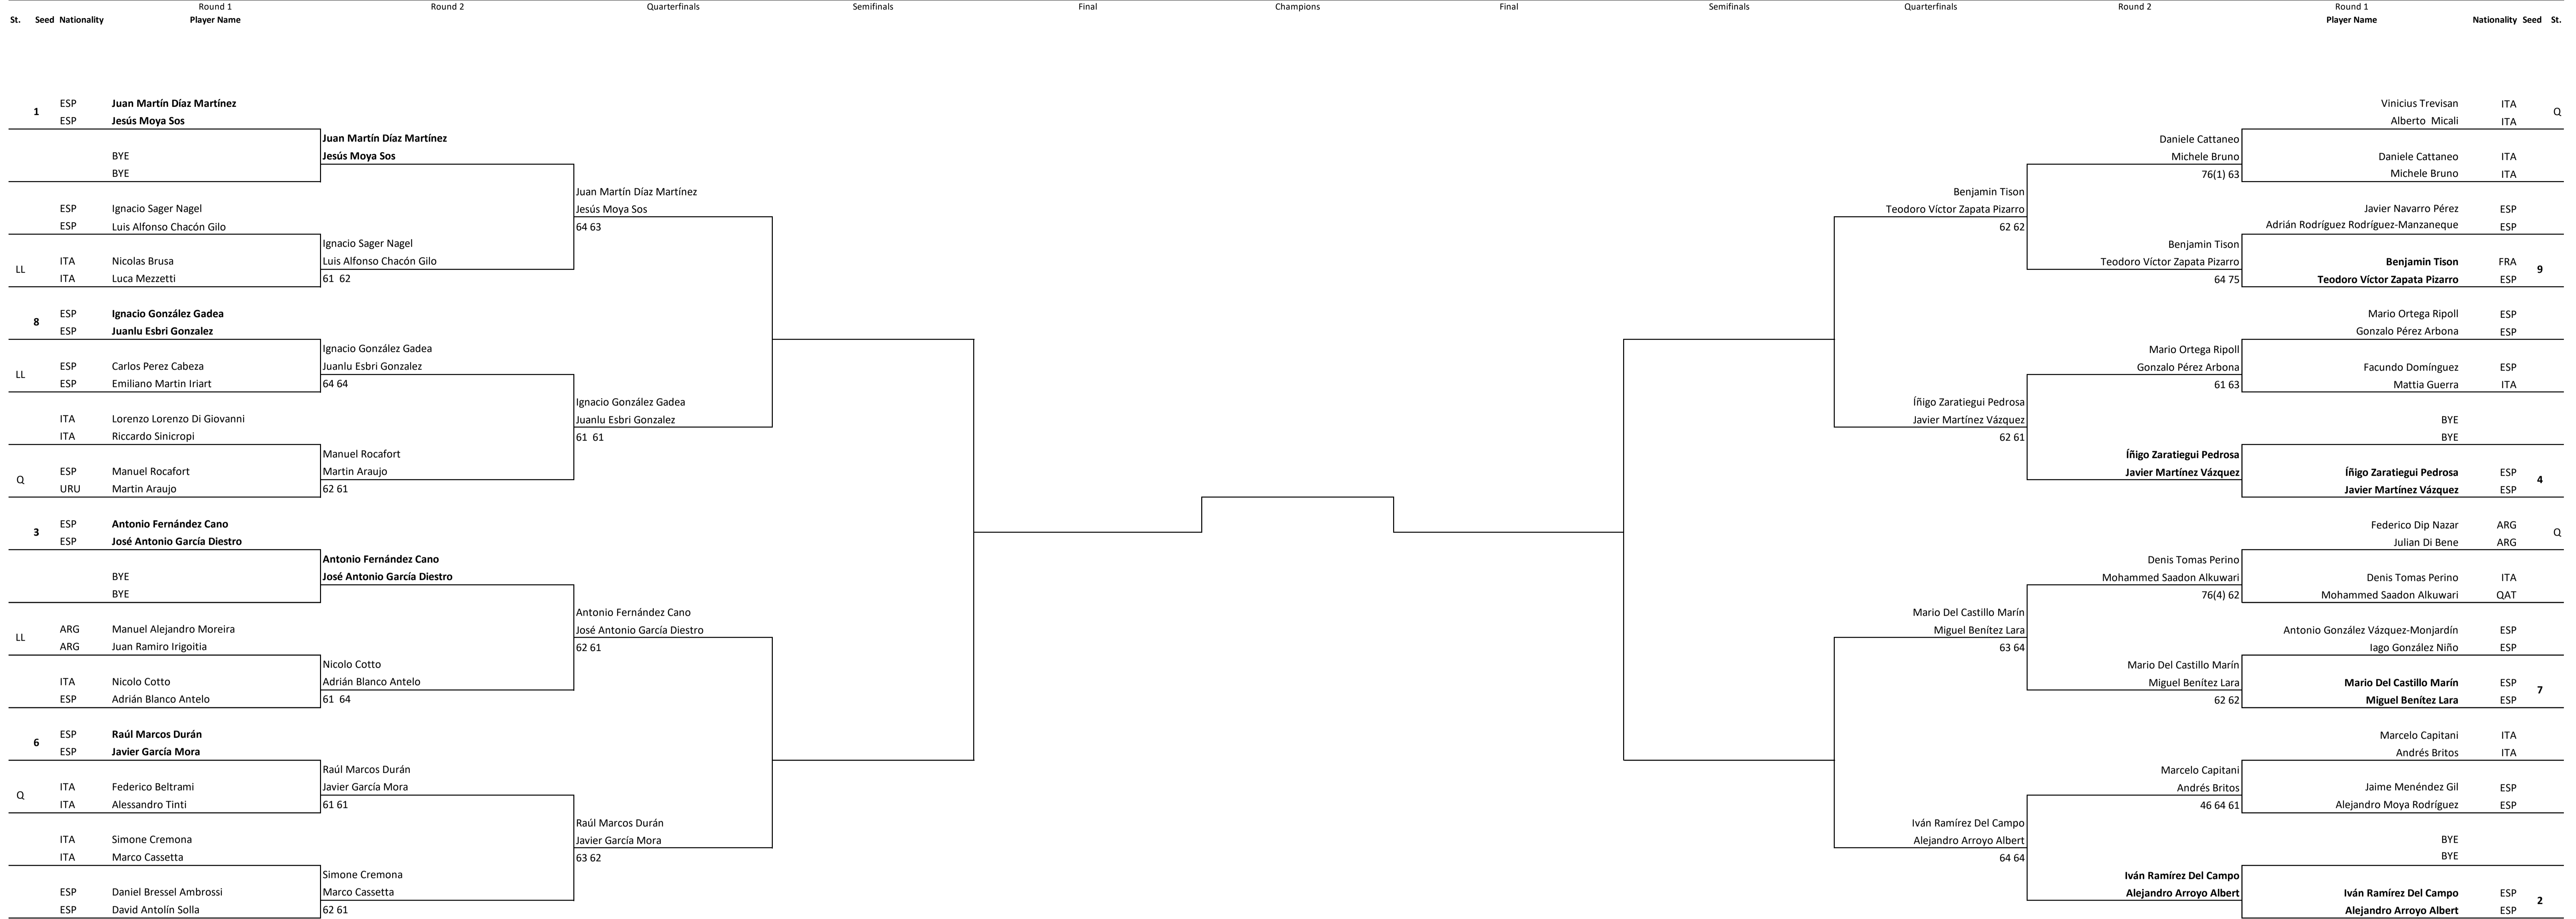 Round 1 Round 2 Quarterfinals Semifinals Final Champions Final Semifinals Quarterfinals Round 2 Round 1
St. Seed Nationality Player Name Player Name Nationality Seed St.
1
ESP Juan Martín Díaz Martínez
ESP Jesús Moya Sos
BYE
BYE
ESP Ignacio Sager Nagel
ESP Luis Alfonso Chacón Gilo
LL
ITA Nicolas Brusa
ITA Luca Mezzetti
8
ESP Ignacio González Gadea
ESP Juanlu Esbri Gonzalez
LL
ESP Carlos Perez Cabeza
ESP Emiliano Martin Iriart
ITA Lorenzo Lorenzo Di Giovanni
ITA Riccardo Sinicropi
Q
ESP Manuel Rocafort
URU Martin Araujo
3
ESP Antonio Fernández Cano
ESP José Antonio García Diestro
BYE
BYE
LL
ARG Manuel Alejandro Moreira
ARG Juan Ramiro Irigoitia
ITA Nicolo Cotto
ESP Adrián Blanco Antelo
6
ESP Raúl Marcos Durán
ESP Javier García Mora
Q
ITA Federico Beltrami
ITA Alessandro Tinti
ITA Simone Cremona
ITA Marco Cassetta
ESP Daniel Bressel Ambrossi
ESP David Antolín Solla
Juan Martín Díaz Martínez
Jesús Moya Sos
Ignacio Sager Nagel
Luis Alfonso Chacón Gilo
61 62
Ignacio González Gadea
Juanlu Esbri Gonzalez
64 64
Manuel Rocafort
Martin Araujo
62 61
Antonio Fernández Cano
José Antonio García Diestro
Nicolo Cotto
Adrián Blanco Antelo
61 64
Raúl Marcos Durán
Javier García Mora
61 61
Simone Cremona
Marco Cassetta
62 61
Juan Martín Díaz Martínez
Jesús Moya Sos
64 63
Ignacio González Gadea
Juanlu Esbri Gonzalez
61 61
Antonio Fernández Cano
José Antonio García Diestro
62 61
Raúl Marcos Durán
Javier García Mora
63 62
Benjamin Tison
Teodoro Víctor Zapata Pizarro
62 62
Íñigo Zaratiegui Pedrosa
Javier Martínez Vázquez
62 61
Mario Del Castillo Marín
Miguel Benítez Lara
63 64
Iván Ramírez Del Campo
Alejandro Arroyo Albert
64 64
Daniele Cattaneo
Michele Bruno
76(1) 63
Benjamin Tison
Teodoro Víctor Zapata Pizarro
64 75
Mario Ortega Ripoll
Gonzalo Pérez Arbona
61 63
Íñigo Zaratiegui Pedrosa
Javier Martínez Vázquez
Denis Tomas Perino
Mohammed Saadon Alkuwari
76(4) 62
Mario Del Castillo Marín
Miguel Benítez Lara
62 62
Marcelo Capitani
Andrés Britos
46 64 61
Iván Ramírez Del Campo
Alejandro Arroyo Albert
Vinicius Trevisan ITA
Alberto Micali ITA
Q
Daniele Cattaneo ITA
Michele Bruno ITA
Javier Navarro Pérez ESP
Adrián Rodríguez Rodríguez-Manzaneque ESP
Benjamin Tison FRA
Teodoro Víctor Zapata Pizarro ESP
9
Mario Ortega Ripoll ESP
Gonzalo Pérez Arbona ESP
Facundo Domínguez ESP
Mattia Guerra ITA
BYE
BYE
Íñigo Zaratiegui Pedrosa ESP
Javier Martínez Vázquez ESP
4
Federico Dip Nazar ARG
Julian Di Bene ARG
Q
Denis Tomas Perino ITA
Mohammed Saadon Alkuwari QAT
Antonio González Vázquez-Monjardín ESP
Iago González Niño ESP
Mario Del Castillo Marín ESP
Miguel Benítez Lara ESP
7
Marcelo Capitani ITA
Andrés Britos ITA
Jaime Menéndez Gil ESP
Alejandro Moya Rodríguez ESP
BYE
BYE
Iván Ramírez Del Campo ESP
Alejandro Arroyo Albert ESP
2